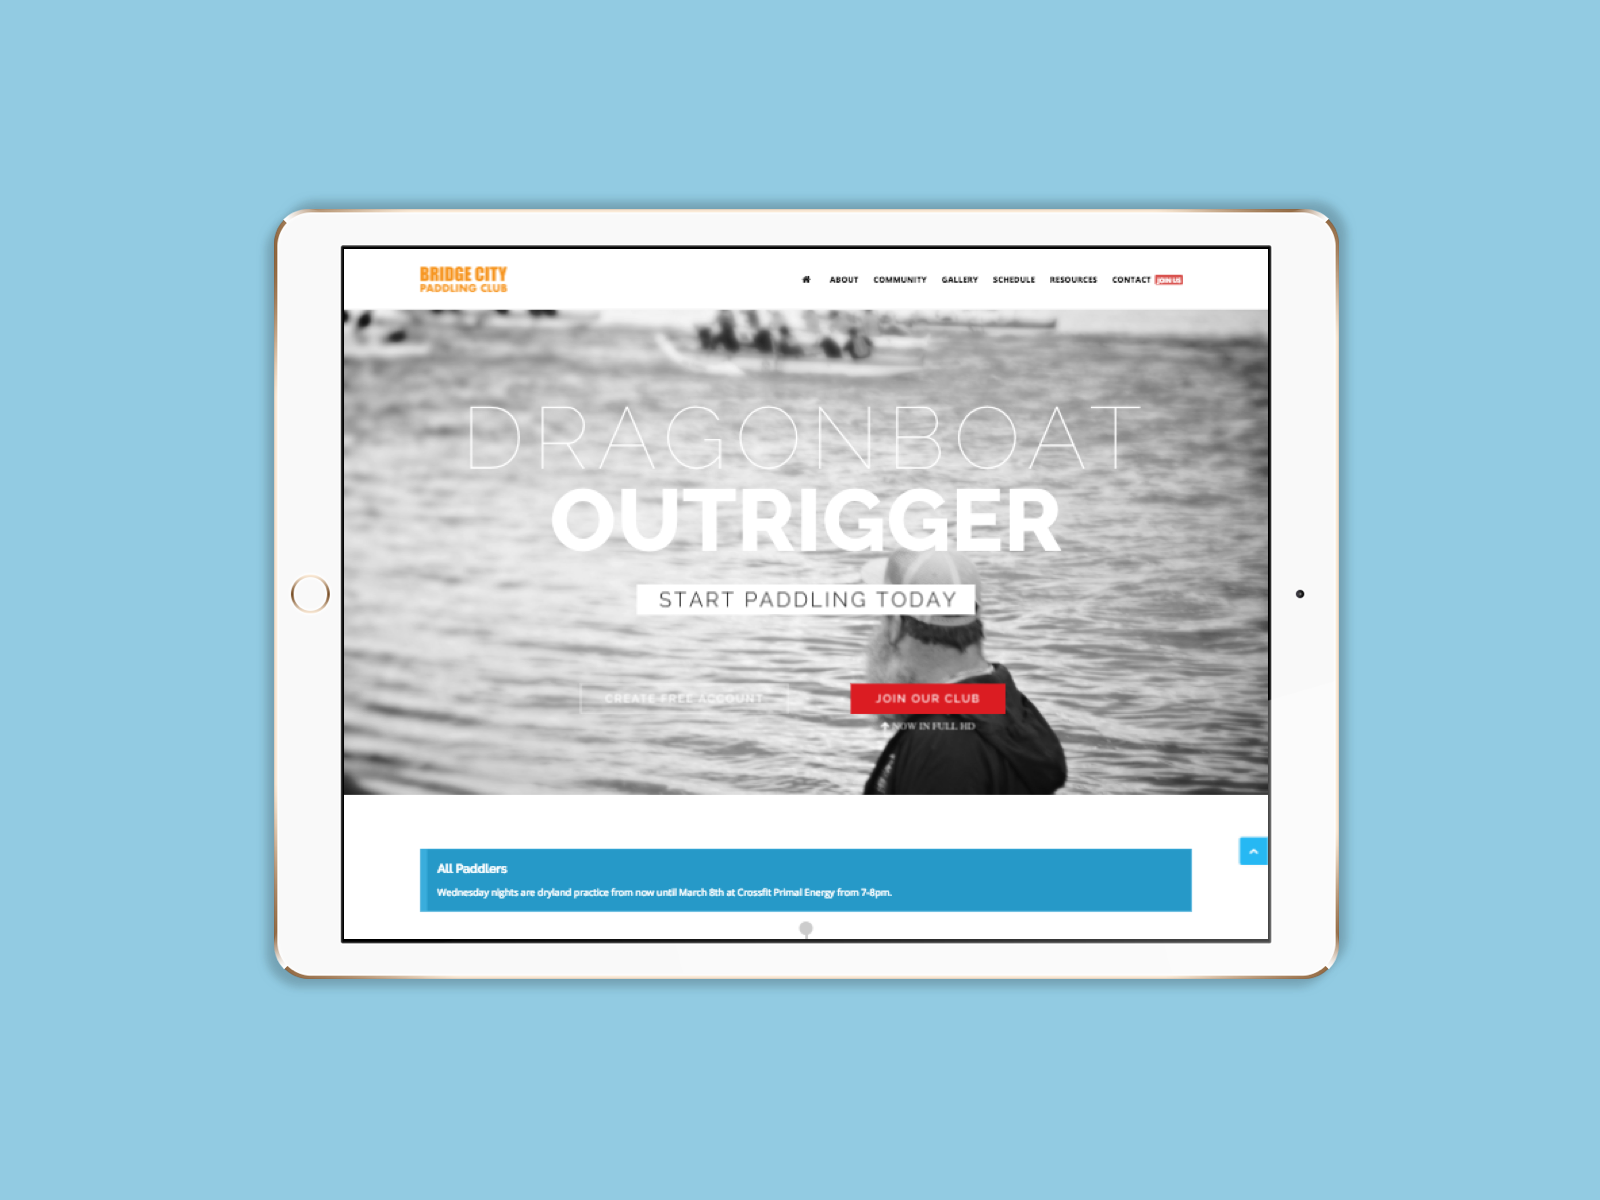 BRIDGE CITY
PADDLING CLUB
ABOUT COMMUNITY GALLERY SCHEDULE RESOURCES CONTACT JOIN US
DRAGONBOAT
OUTRIGGER
START PADDLING TODAY
CREATE FREE ACCOUNT
JOIN OUR CLUB
NOW IN FULL HD
All Paddlers
Wednesday nights are dryland practice from now until March 8th at Crossfit Primal Energy from 7-8pm.